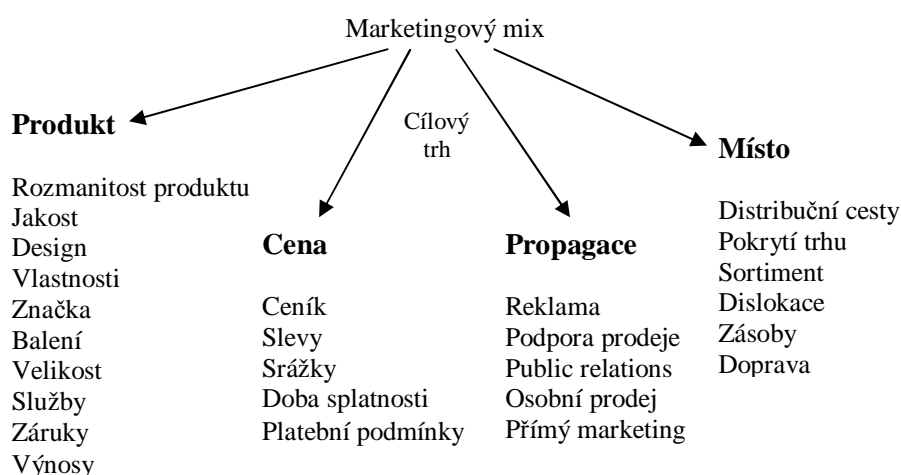 Marketingový mix
Cílový
trh
Produkt
Rozmanitost produktu
Jakost
Design
Vlastnosti
Značka
Balení
Velikost
Služby
Záruky
Výnosy
Cena
Ceník
Slevy
Srážky
Doba splatnosti
Platební podmínky
Propagace
Reklama
Podpora prodeje
Public relations
Osobní prodej
Přímý marketing
Místo
Distribuční cesty
Pokrytí trhu
Sortiment
Dislokace
Zásoby
Doprava